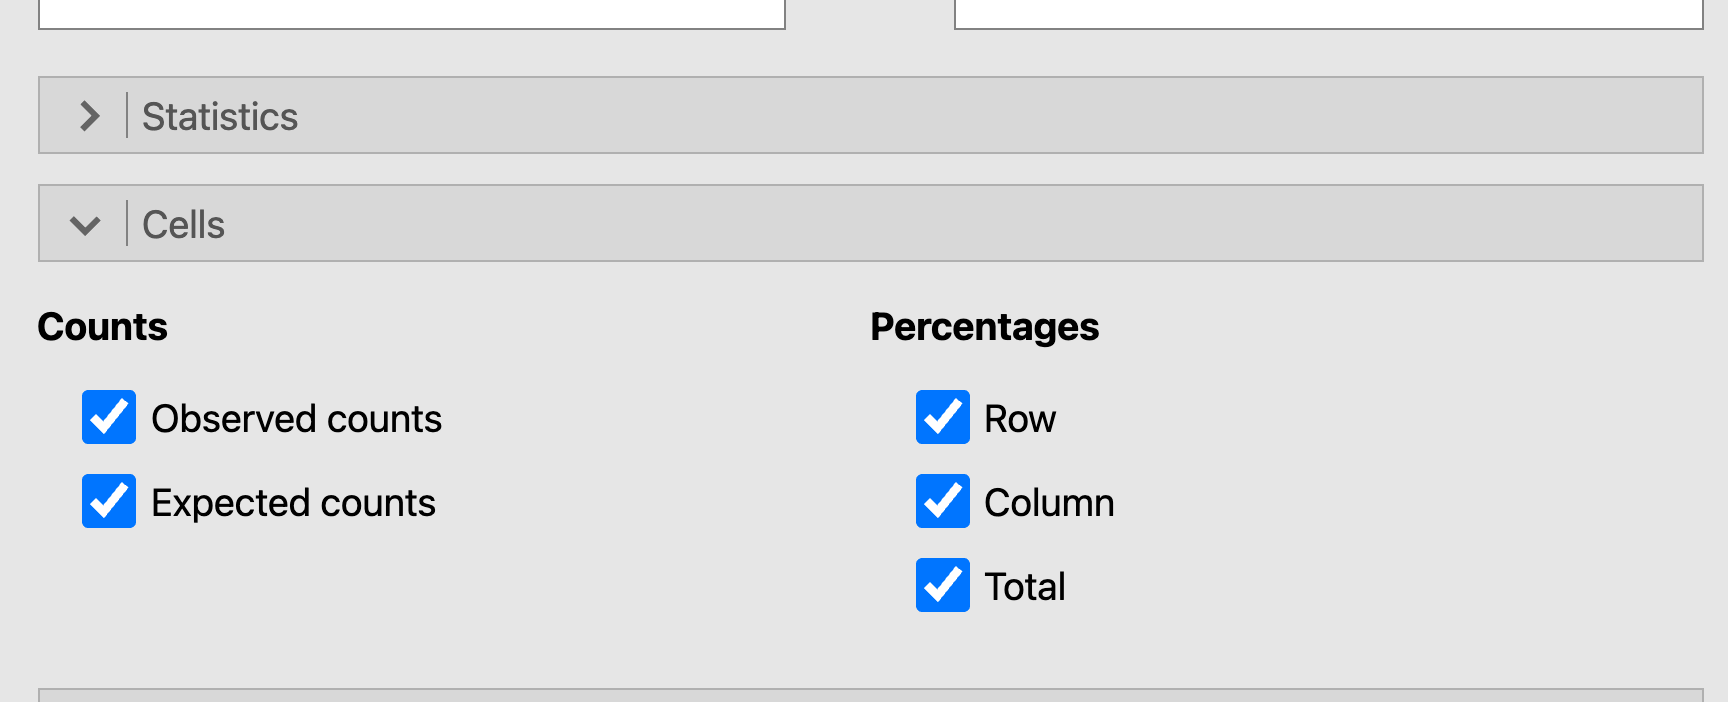 Statistics
Cells
Counts
Observed counts
Expected counts
Percentages
Row
Column
Total